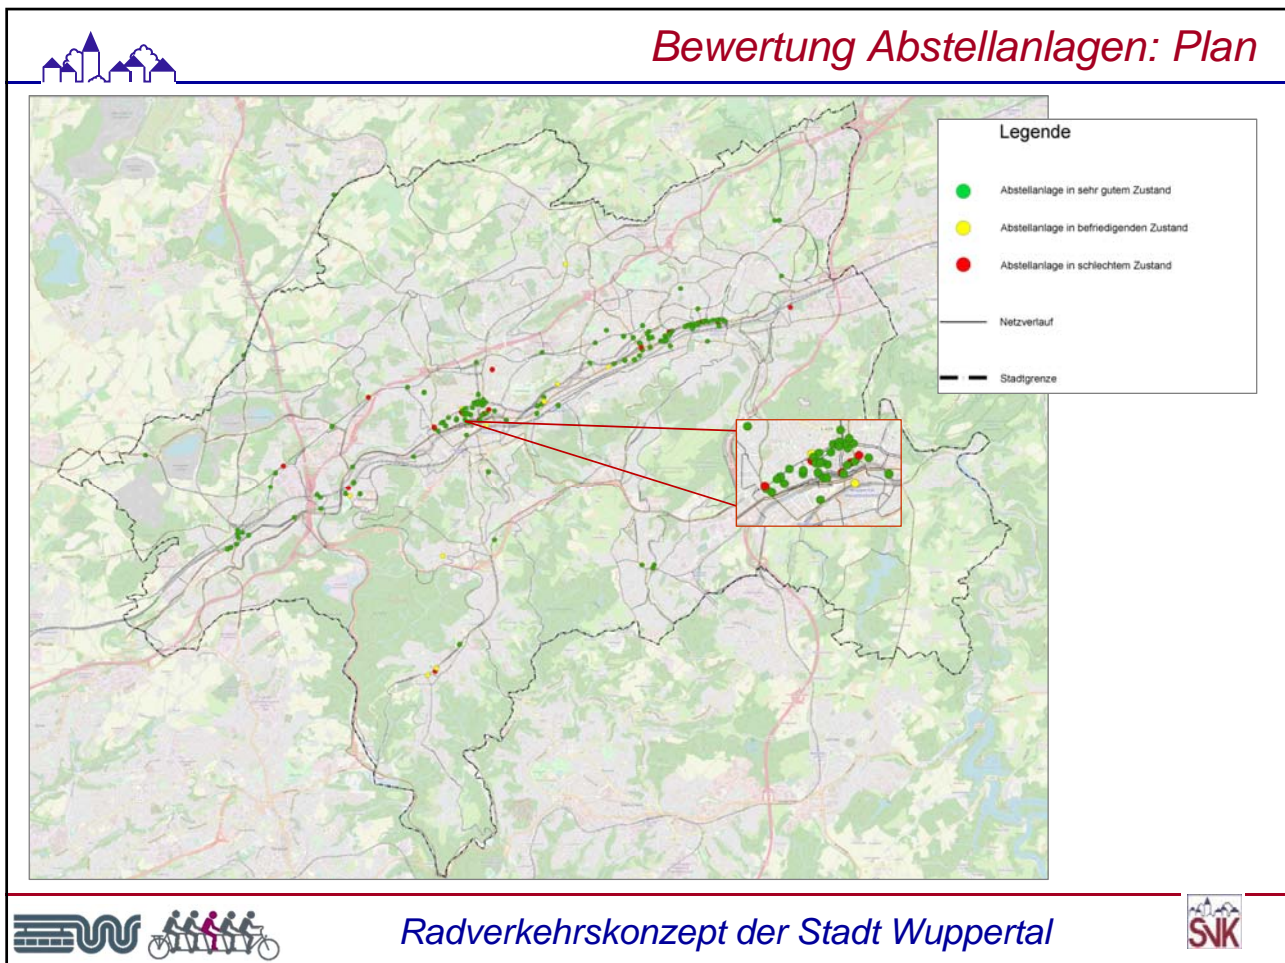 Bewertung Abstellanlagen: Plan
Legende
Abstellanlage in sehr gutem Zustand
Abstellanlage in befriedigenden Zustand
Abstellanlage in schlechtem Zustand
Netzverlauf
Stadtgrenze
Radverkehrskonzept der Stadt Wuppertal
SVK